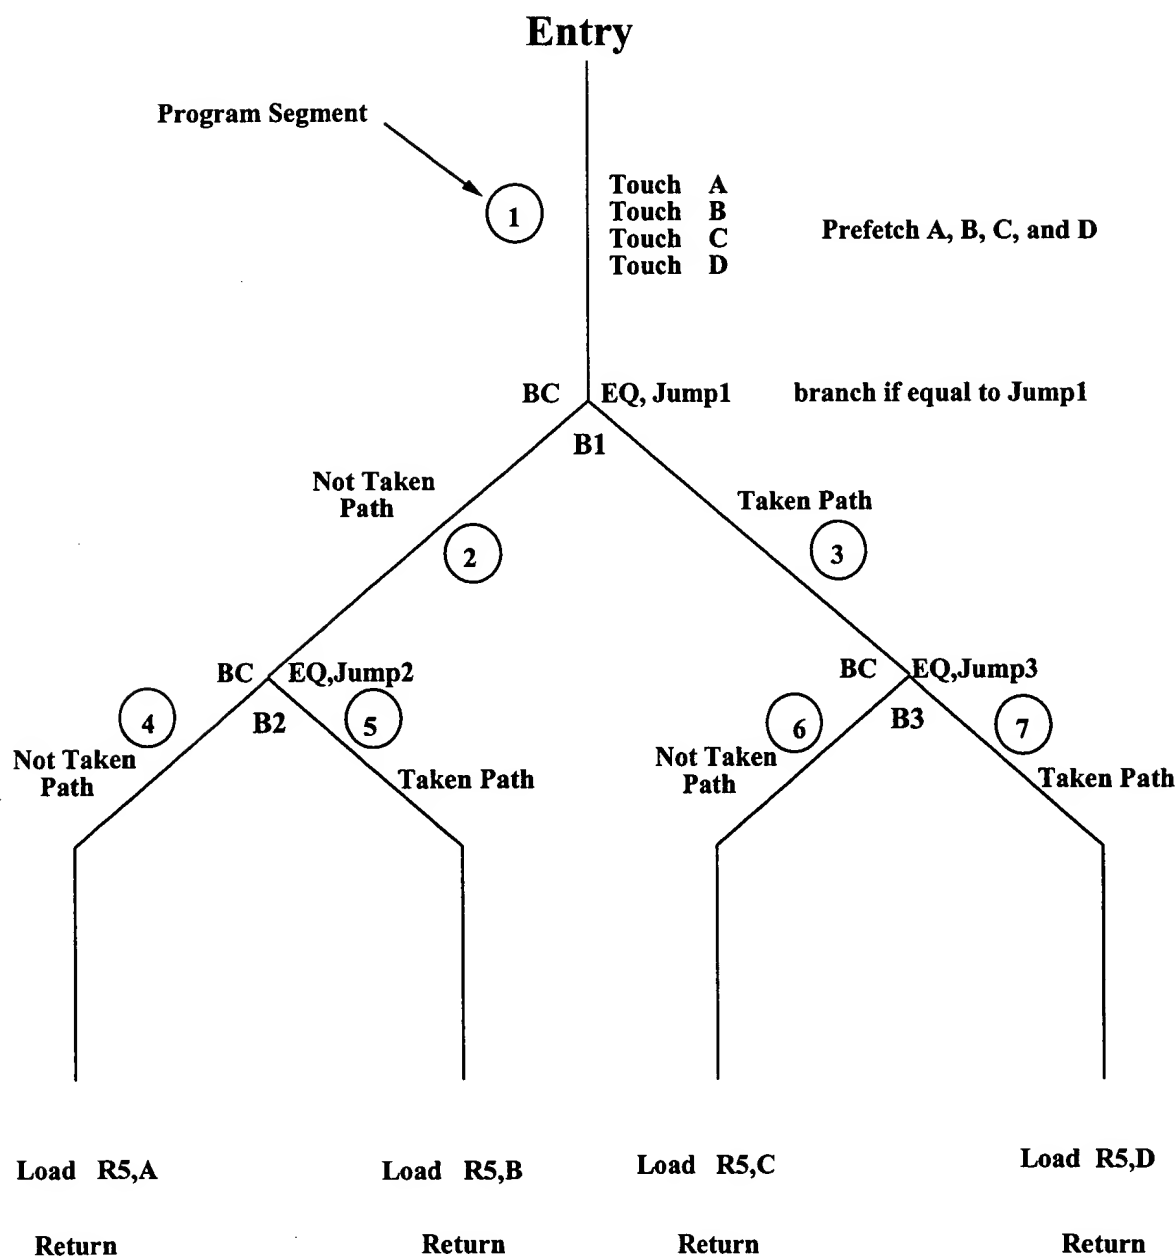 Entry
Program Segment
1
Touch A
Touch B
Touch C
Touch D
Prefetch A, B, C, and D
BC EQ, Jump1
branch if equal to Jump1
B1
Not Taken
Path
Taken Path
2
3
BC EQ,Jump2
BC EQ,Jump3
4
B2
5
6
B3
7
Not Taken
Path
Taken Path
Not Taken
Path
Taken Path
Load R5,A
Load R5,B
Load R5,C
Load R5,D
Return
Return
Return
Return